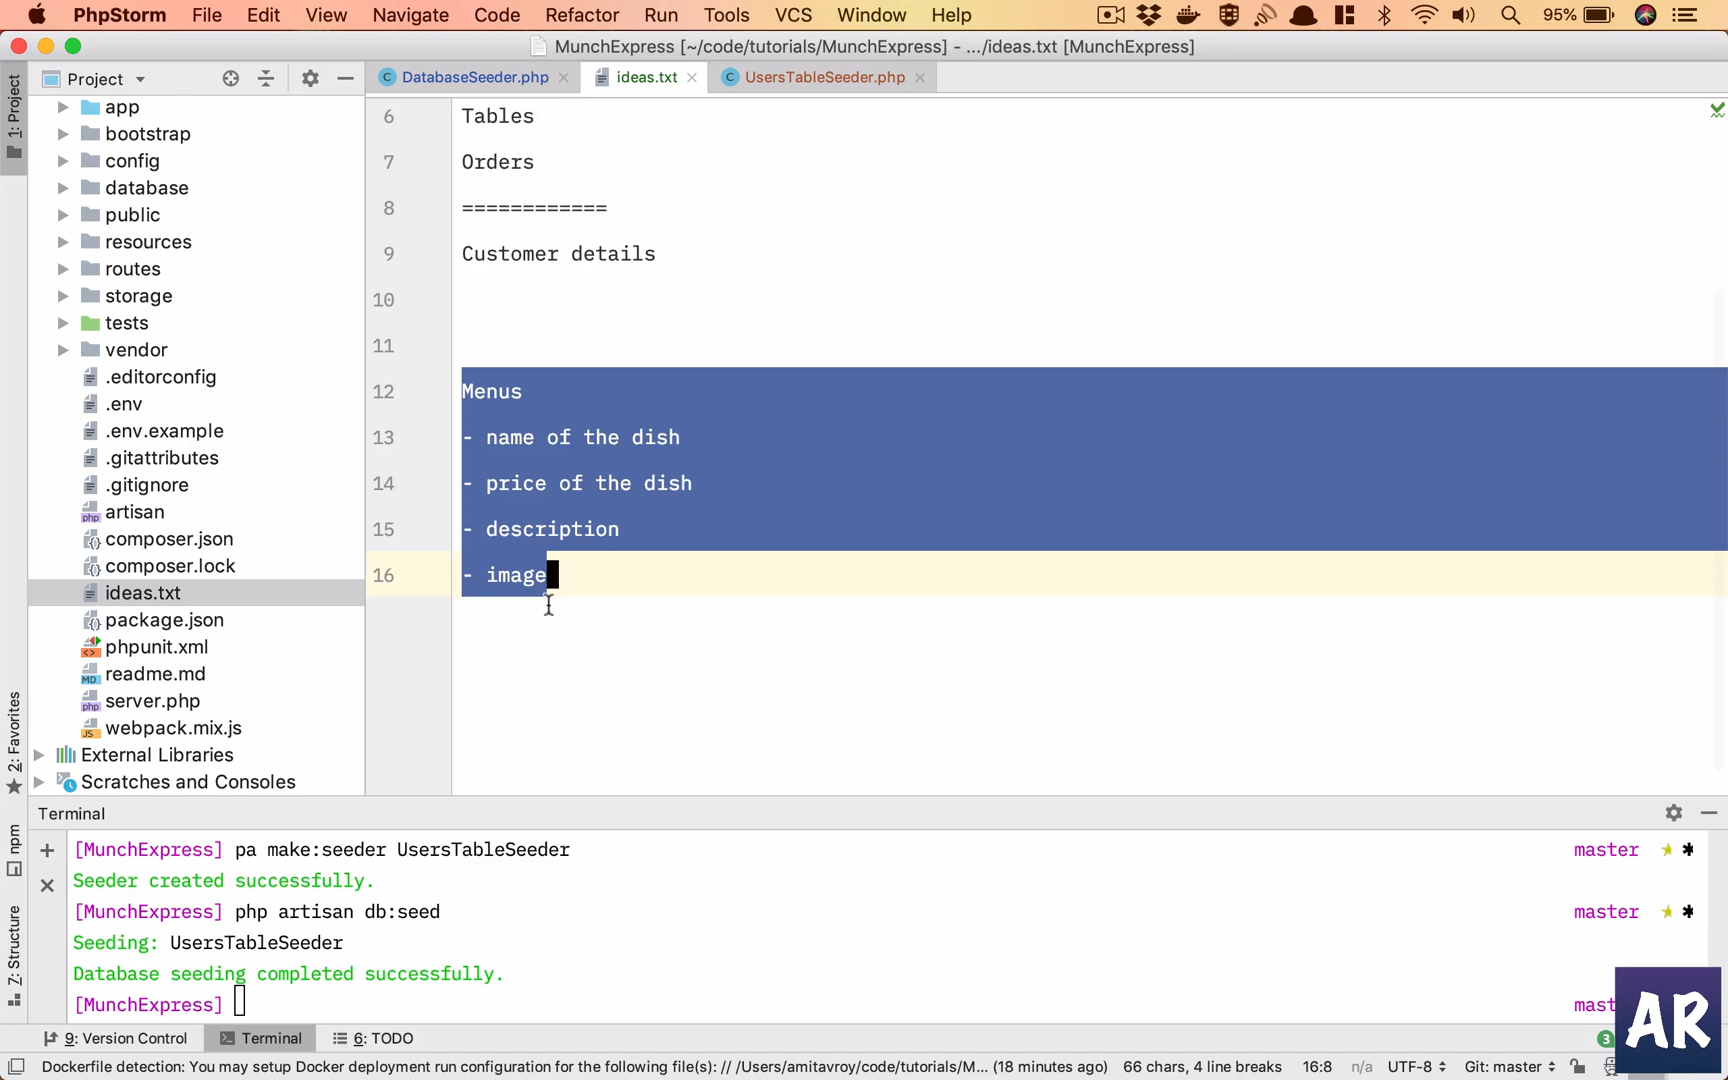 PhpStorm File Edit View Navigate Code Refactor Run Tools VCS Window Help 95%
MunchExpress [~/code/tutorials/MunchExpress] - .../ideas.txt [MunchExpress]
1: Project
Project
DatabaseSeeder.php
ideas.txt
UsersTableSeeder.php
app
bootstrap
config
database
public
resources
routes
storage
tests
vendor
.editorconfig
.env
.env.example
.gitattributes
.gitignore
artisan
composer.json
composer.lock
ideas.txt
package.json
phpunit.xml
readme.md
server.php
webpack.mix.js
External Libraries
Scratches and Consoles
6 Tables
7 Orders
8 ============
9 Customer details
10
11
12 Menus
13 - name of the dish
14 - price of the dish
15 - description
16 - image
2: Favorites
npm
7: Structure
Terminal
[MunchExpress] pa make:seeder UsersTableSeeder master
Seeder created successfully.
[MunchExpress] php artisan db:seed master
Seeding: UsersTableSeeder
Database seeding completed successfully.
[MunchExpress] mast
9: Version Control Terminal 6: TODO 3
AR
Dockerfile detection: You may setup Docker deployment run configuration for the following file(s): // /Users/amitavroy/code/tutorials/M... (18 minutes ago) 66 chars, 4 line breaks 16:8 n/a UTF-8 Git: master